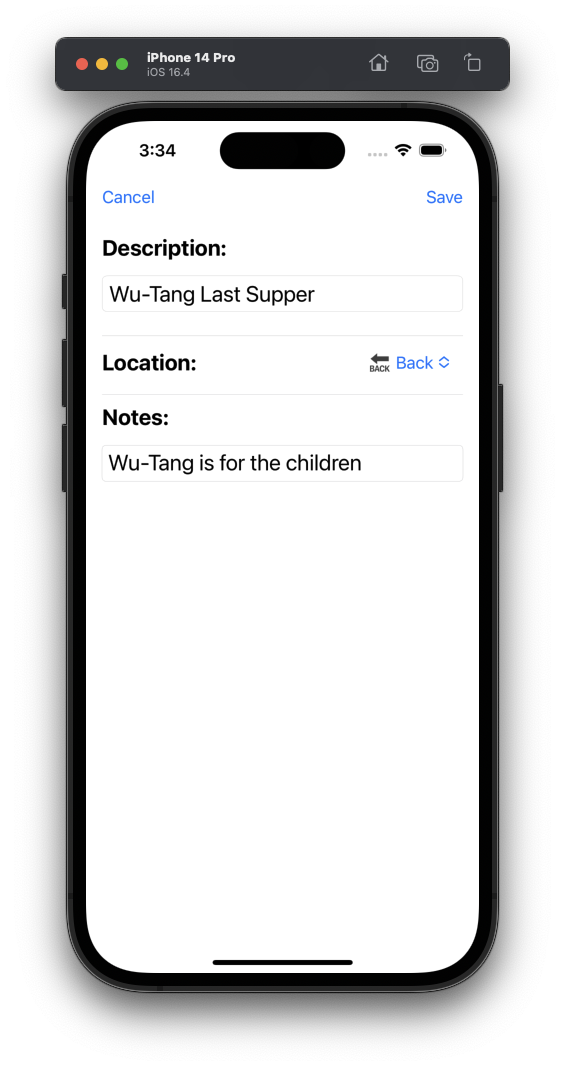 iPhone 14 Pro
iOS 16.4
3:34
Cancel Save
Description:
Wu-Tang Last Supper
Location: BACK Back
Notes:
Wu-Tang is for the children